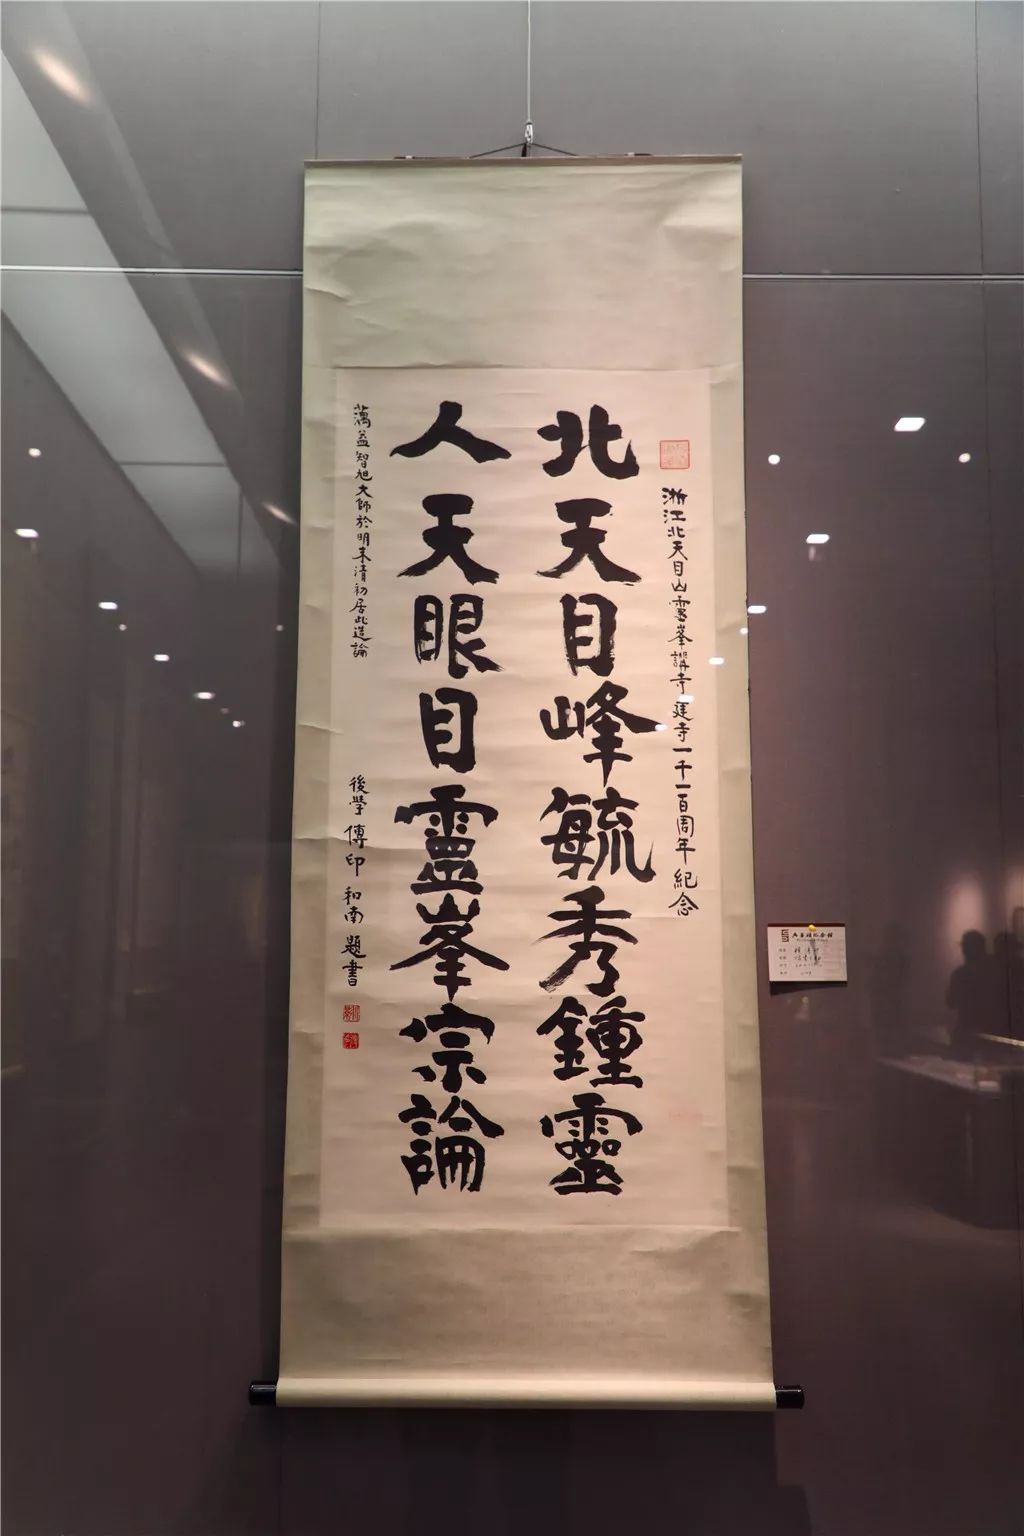 浙江北天目山靈峯講寺建寺一千一百周年紀念
北天目峰毓秀鍾靈
人天眼目靈峯宗論
蕅益智旭大師於明末清初居此造論
後學傳印和南題書